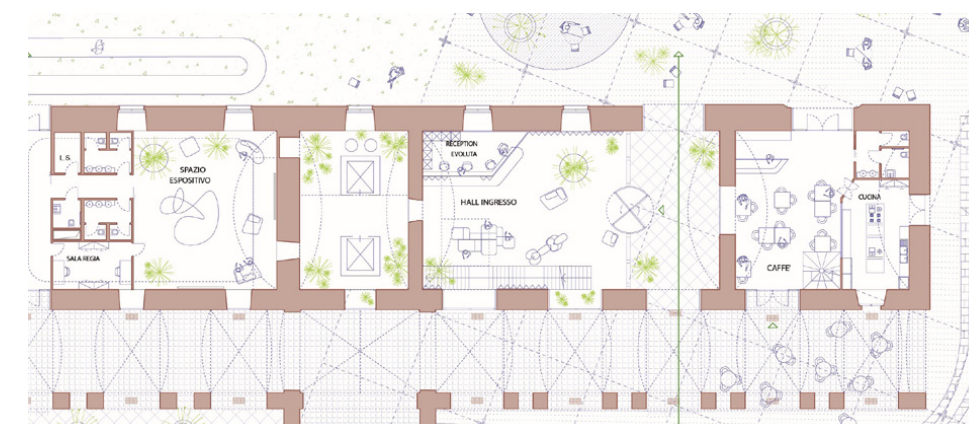 RECEPTION
EVOLUTA
L.S.
SPAZIO
ESPOSITIVO
HALL INGRESSO
CUCINA
SALA REGIA
CAFFE'